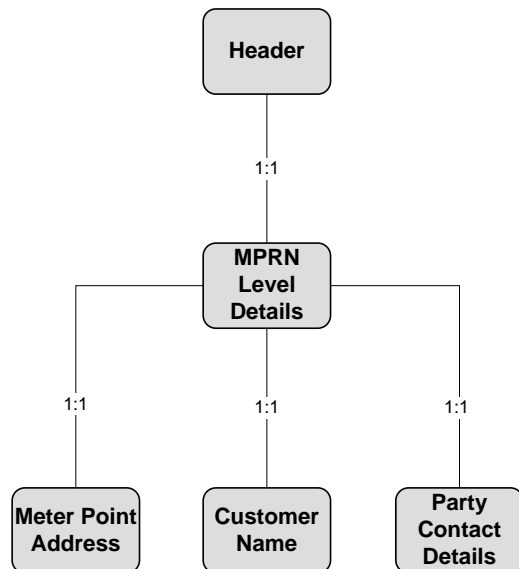 Header
1:1
MPRN
Level
Details
1:1
1:1
1:1
Meter Point
Address
Customer
Name
Party
Contact
Details